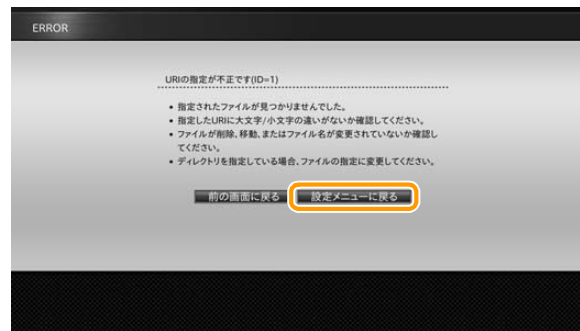 ERROR
URIの指定が不正です(ID=1)
• 指定されたファイルが見つかりませんでした。
• 指定したURIに大文字/小文字の違いがないか確認してください。
• ファイルが削除、移動、またはファイル名が変更されていないか確認し
てください。
• ディレクトリを指定している場合、ファイルの指定に変更してください。
前の画面に戻る 設定メニューに戻る